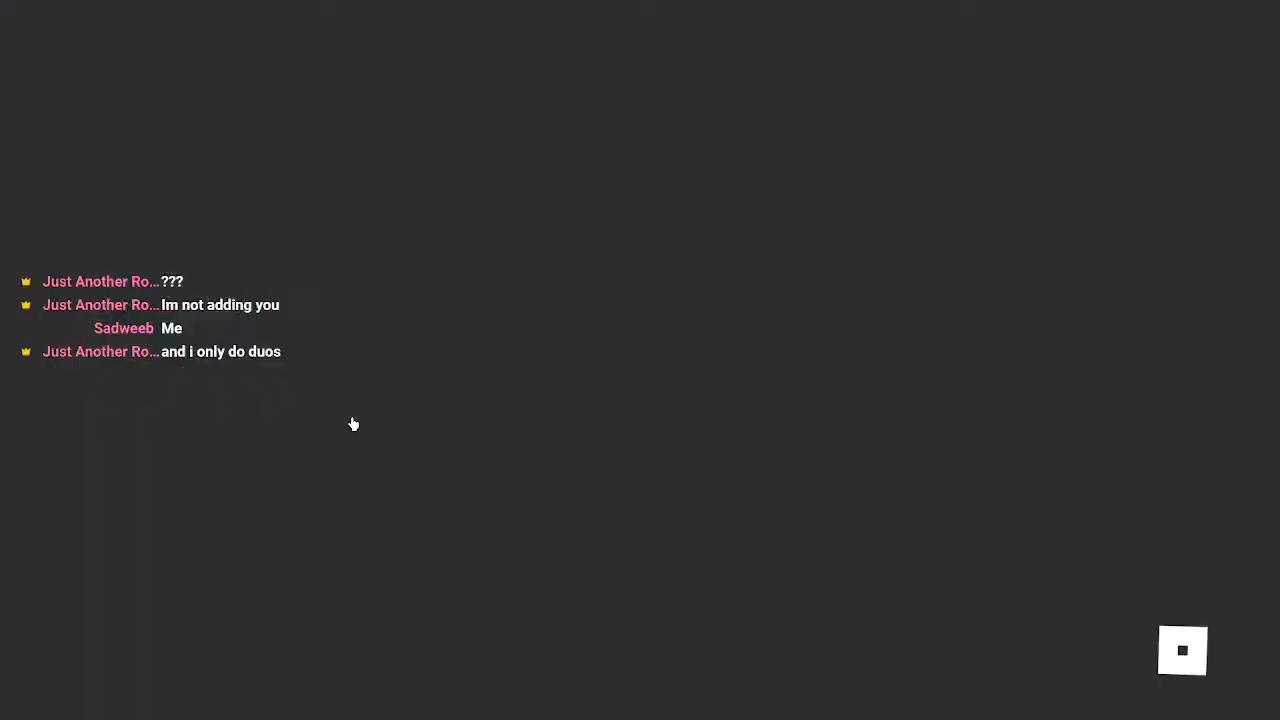 Just Another Ro... ???
Just Another Ro... Im not adding you
Sadweeb Me
Just Another Ro... and i only do duos